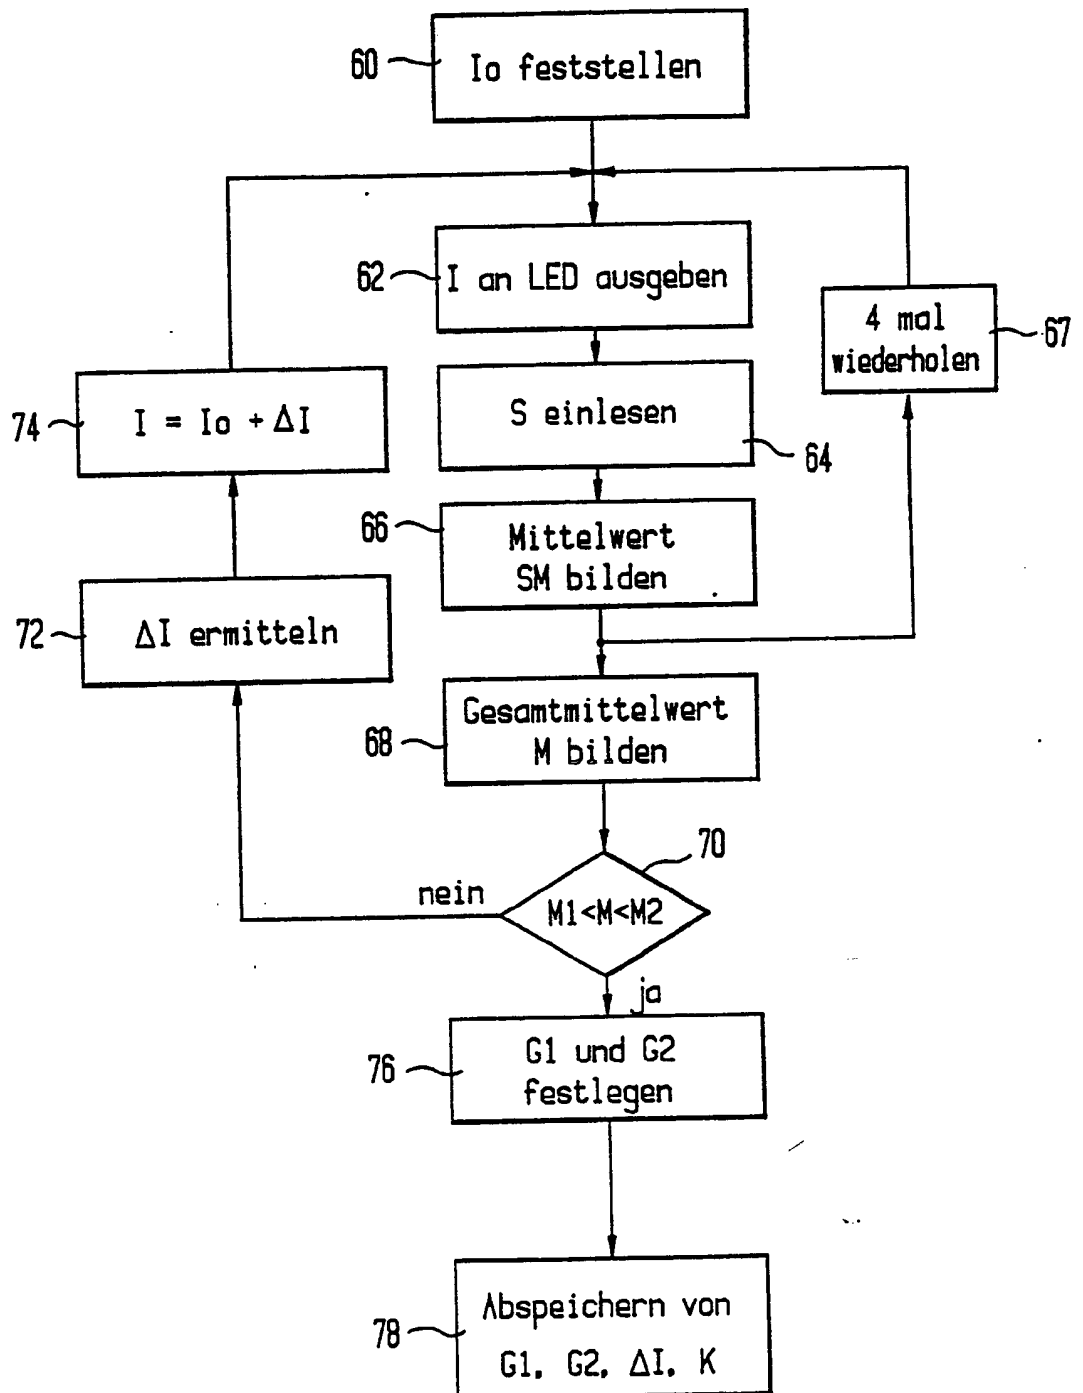 60
Io feststellen
62
I an LED ausgeben
4 mal
wiederholen
67
74
I = Io + ΔI
S einlesen
64
66
Mittelwert
SM bilden
72
ΔI ermitteln
Gesamtmittelwert
M bilden
68
70
nein
M1<M<M2
ja
76
G1 und G2
festlegen
78
Abspeichern von
G1, G2, ΔI, K